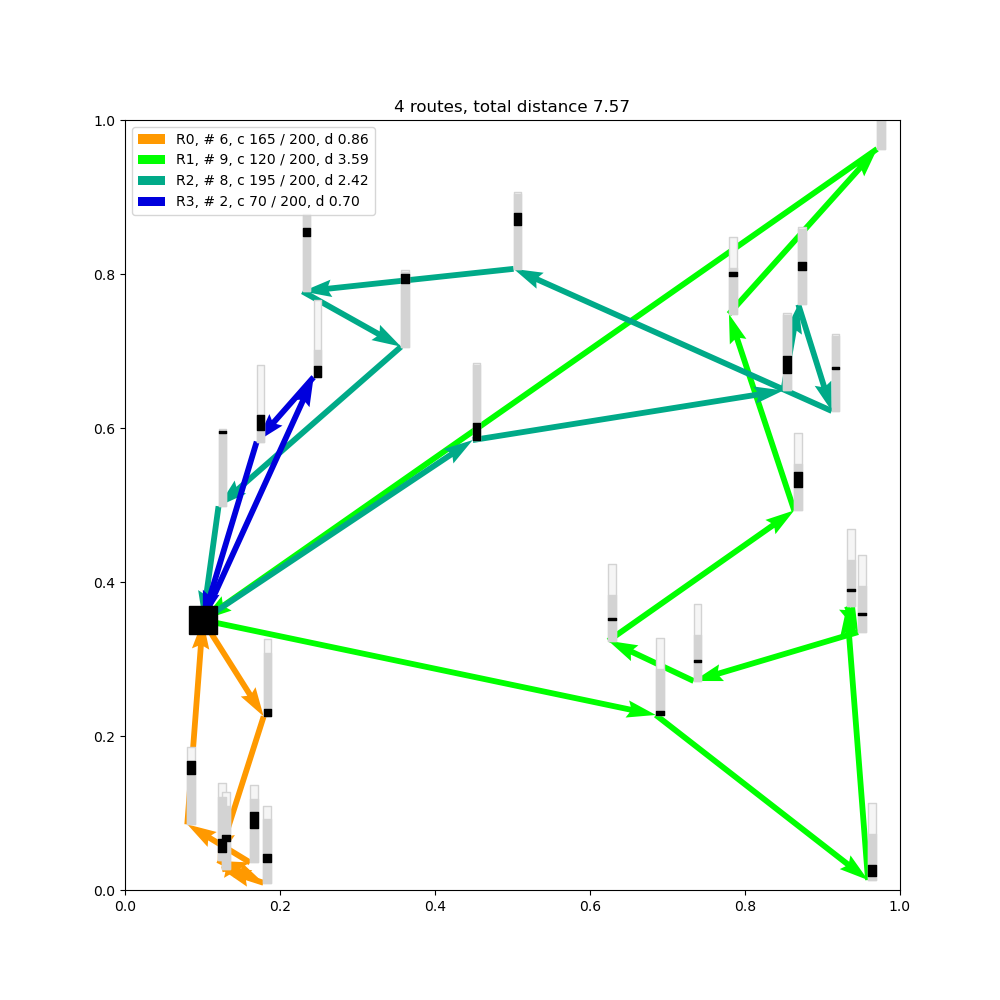 4 routes, total distance 7.57
R0, # 6, c 165 / 200, d 0.86
R1, # 9, c 120 / 200, d 3.59
R2, # 8, c 195 / 200, d 2.42
R3, # 2, c 70 / 200, d 0.70
1.0
0.8
0.6
0.4
0.2
0.0
0.0 0.2 0.4 0.6 0.8 1.0